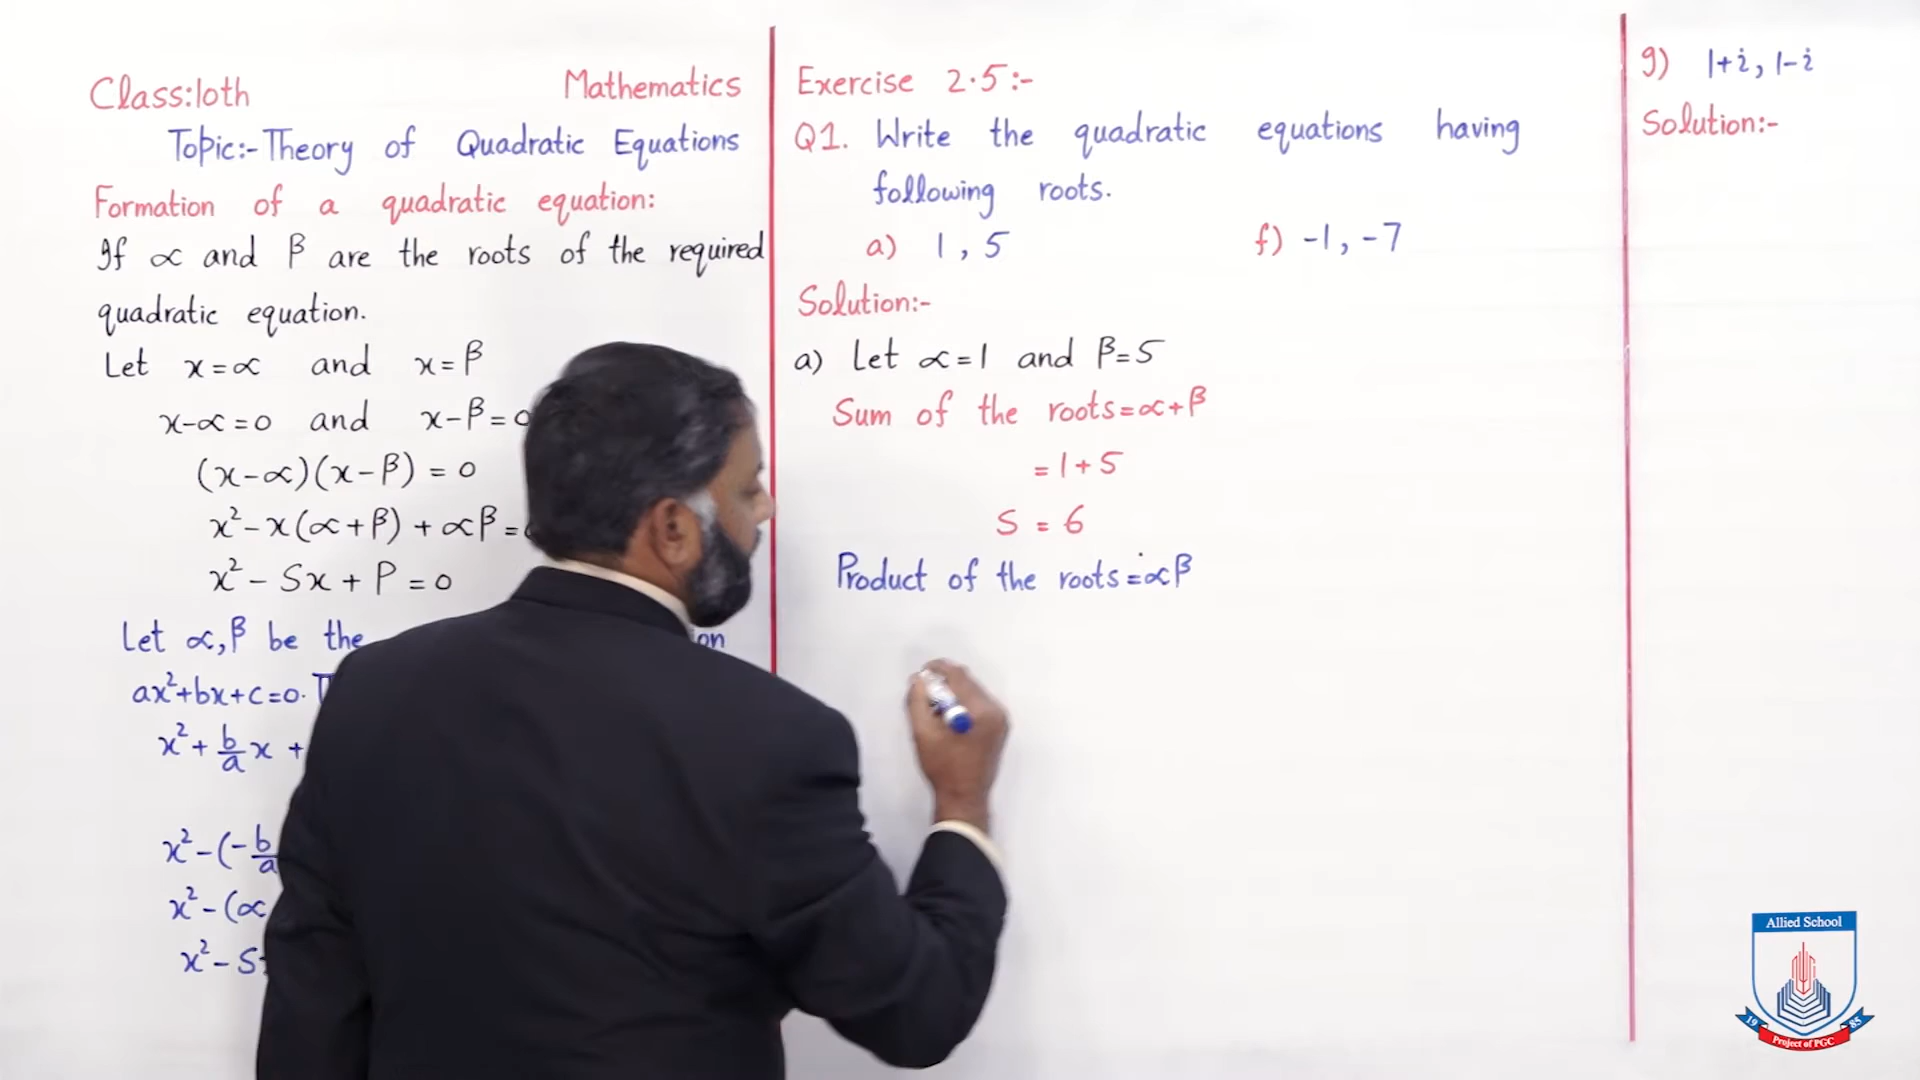 Class:10th Mathematics
Topic:- Theory of Quadratic Equations
Formation of a quadratic equation:
If ∝ and β are the roots of the required
quadratic equation.
Let x=∝ and x=β
x-∝=0 and x-β=0
(x-∝)(x-β) = 0
x²-x(∝+β) + ∝β=
x² - Sx + P = 0
Let ∝,β be the
ax²+bx+c=0.
x² + b/a x +
x²-(-b/a
x²-(∝
x²-S
Exercise 2.5:-
Q1. Write the quadratic equations having
following roots.
a) 1, 5 f) -1, -7
Solution:-
a) Let ∝=1 and β=5
Sum of the roots=∝+β
=1+5
S = 6
Product of the roots=∝β
g) 1+i, 1-i
Solution:-
Allied School
19 85
Project of PGC